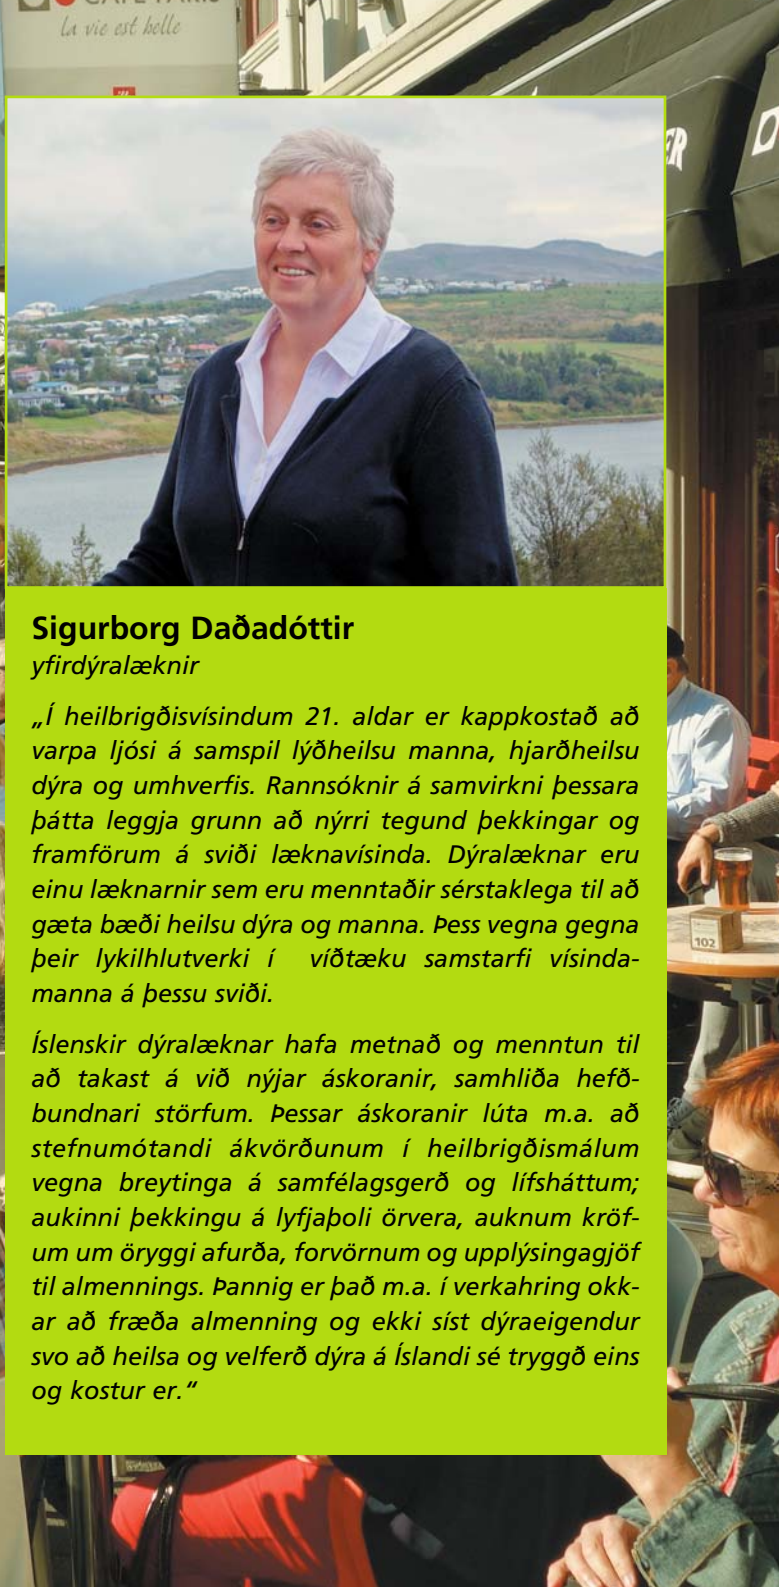 CAFÉ PARIS
la vie est belle
ER
Sigurborg Daðadóttir
yfirdýralæknir
„Í heilbrigðisvísindum 21. aldar er kappkostað að
varpa ljósi á samspil lýðheilsu manna, hjarðheilsu
dýra og umhverfis. Rannsóknir á samvirkni þessara
þátta leggja grunn að nýrri tegund þekkingar og
framförum á sviði læknavísinda. Dýralæknar eru
einu læknarnir sem eru menntaðir sérstaklega til að
gæta bæði heilsu dýra og manna. Þess vegna gegna
þeir lykilhlutverki í víðtæku samstarfi vísinda-
manna á þessu sviði.
Íslenskir dýralæknar hafa metnað og menntun til
að takast á við nýjar áskoranir, samhliða hefð-
bundnari störfum. Þessar áskoranir lúta m.a. að
stefnumótandi ákvörðunum í heilbrigðismálum
vegna breytinga á samfélagsgerð og lífsháttum;
aukinni þekkingu á lyfjaþoli örvera, auknum kröf-
um um öryggi afurða, forvörnum og upplýsingagjöf
til almennings. Þannig er það m.a. í verkahring okk-
ar að fræða almenning og ekki síst dýraeigendur
svo að heilsa og velferð dýra á Íslandi sé tryggð eins
og kostur er.“
102